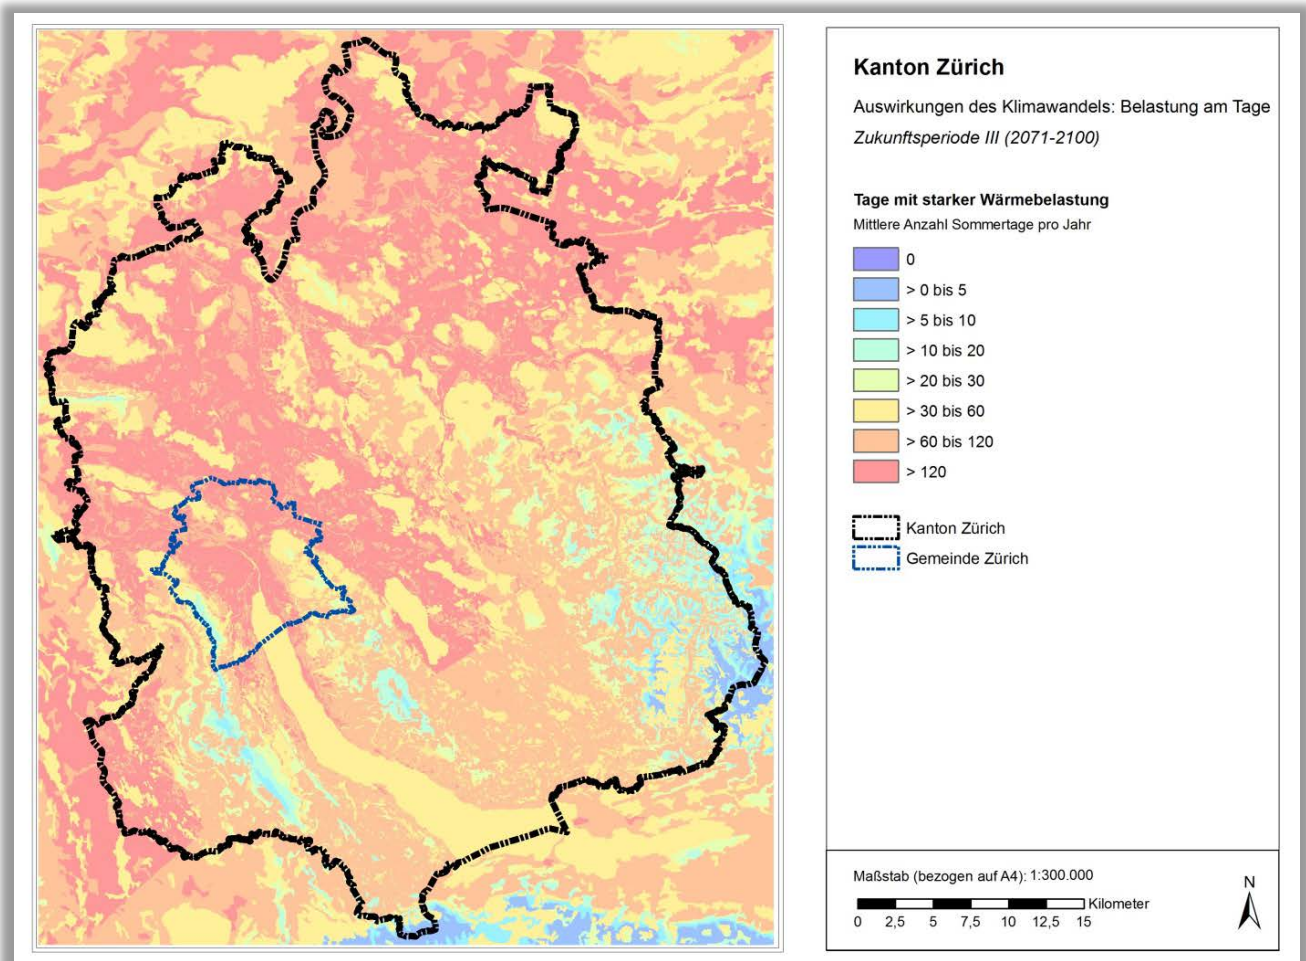 Kanton Zürich
Auswirkungen des Klimawandels: Belastung am Tage
Zukunftsperiode III (2071-2100)
Tage mit starker Wärmebelastung
Mittlere Anzahl Sommertage pro Jahr
0
> 0 bis 5
> 5 bis 10
> 10 bis 20
> 20 bis 30
> 30 bis 60
> 60 bis 120
> 120
Kanton Zürich
Gemeinde Zürich
Maßstab (bezogen auf A4): 1:300.000
Kilometer
0 2,5 5 7,5 10 12,5 15
N